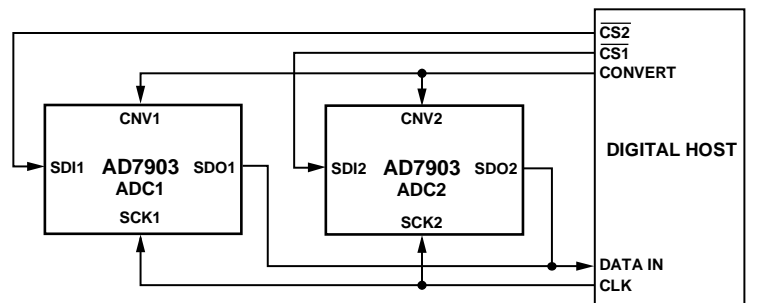 CS2
CS1
CONVERT
CNV1
CNV2
DIGITAL HOST
SDI1
AD7903
ADC1
SDO1
SDI2
AD7903
ADC2
SDO2
SCK1
SCK2
DATA IN
CLK